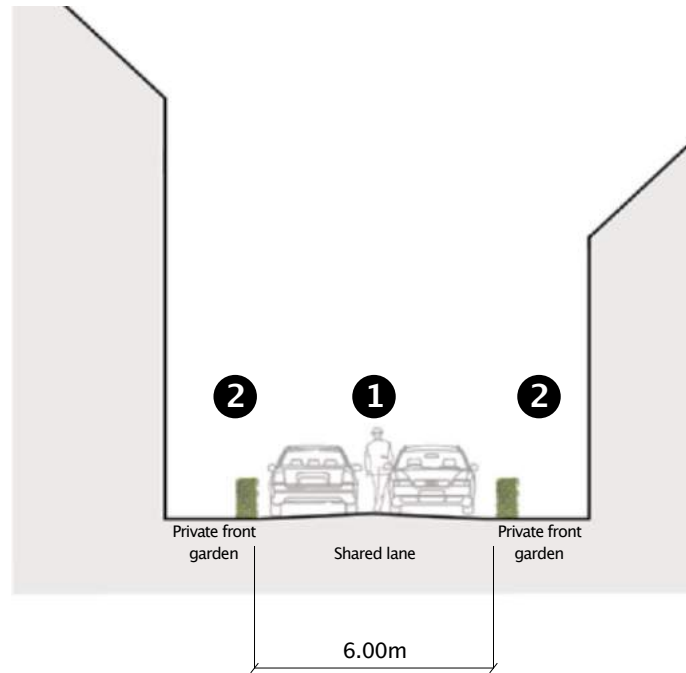 2 1 2
Private front
garden
Shared lane
Private front
garden
6.00m